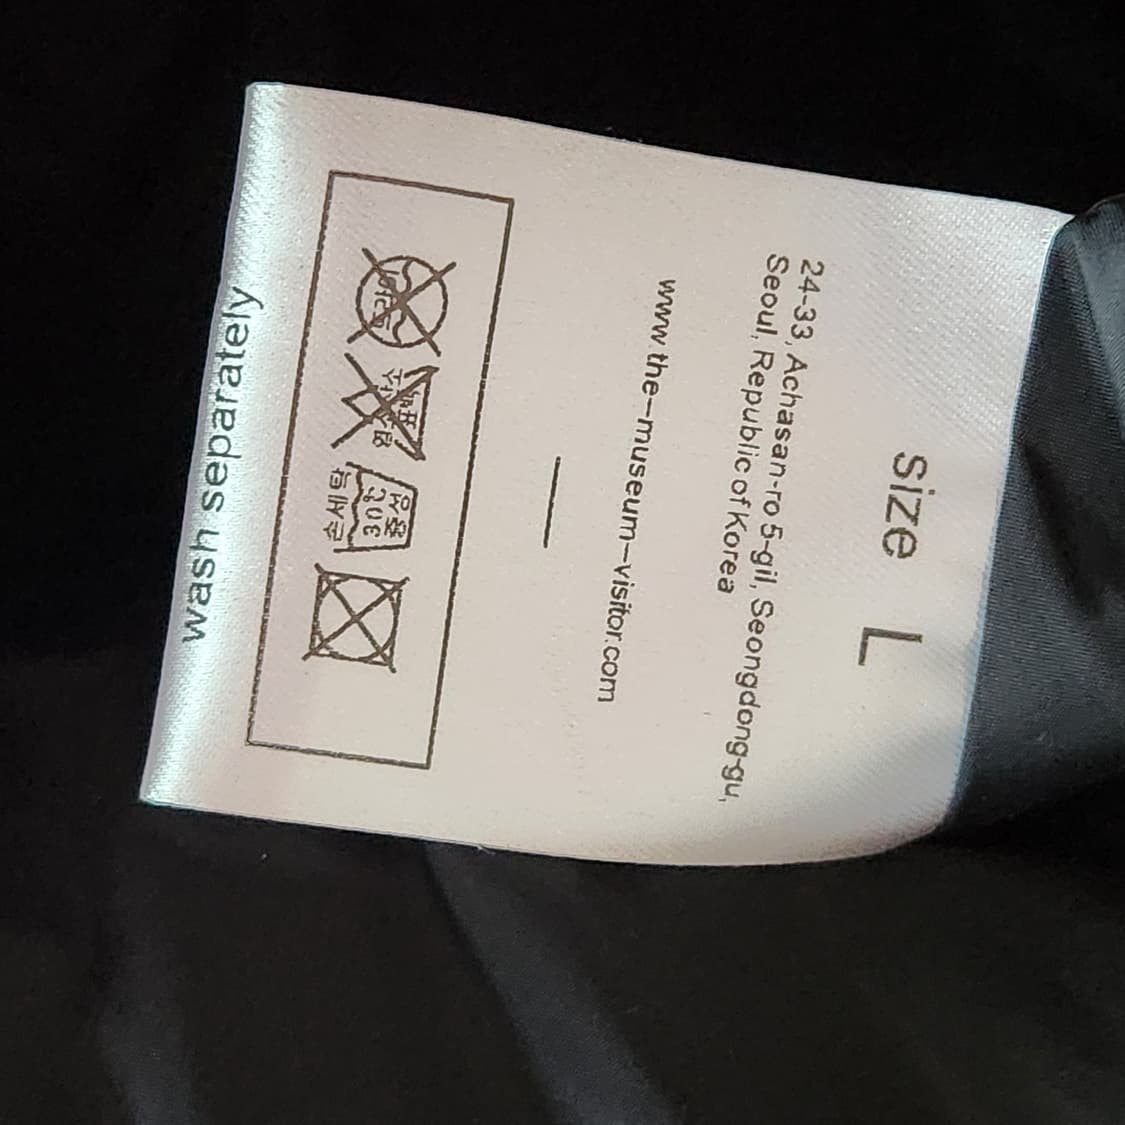 size L
24-33, Achasan-ro 5-gil, Seongdong-gu,
Seoul, Republic of Korea
www.the-museum-visitor.com
약 30℃
중성
손세탁
wash separately